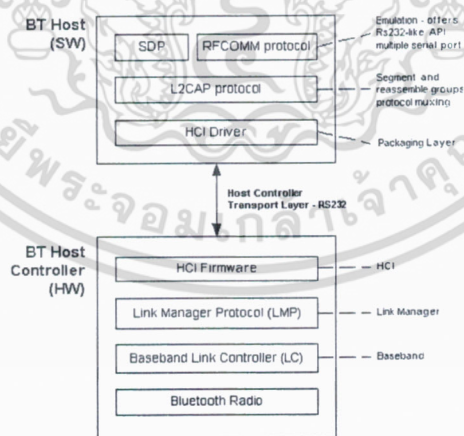 BT Host
(SW)
SDP
RFCOMM protocol
Emulation - offers
Rs232-like API
multiple serial port
L2CAP protocol
Segment and
reassemble groups
protocol muxing
HCI Driver
Packaging Layer
Host Controller
Transport Layer - RS232
BT Host
Controller
(HW)
HCI Firmware
HCI
Link Manager Protocol (LMP)
Link Manager
Baseband Link Controller (LC)
Baseband
Bluetooth Radio